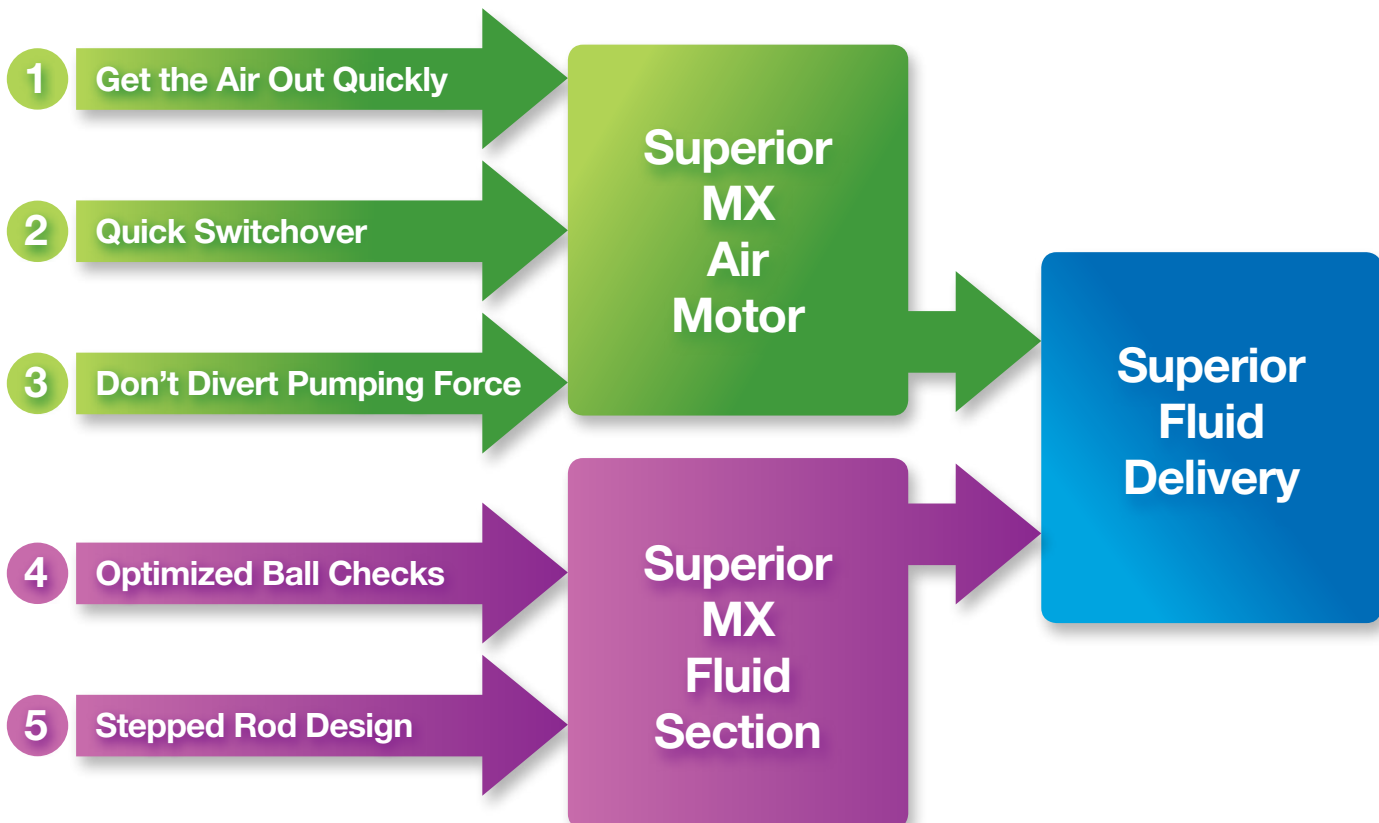 1 Get the Air Out Quickly
2 Quick Switchover
3 Don’t Divert Pumping Force
Superior
MX
Air
Motor
4 Optimized Ball Checks
5 Stepped Rod Design
Superior
MX
Fluid
Section
Superior
Fluid
Delivery